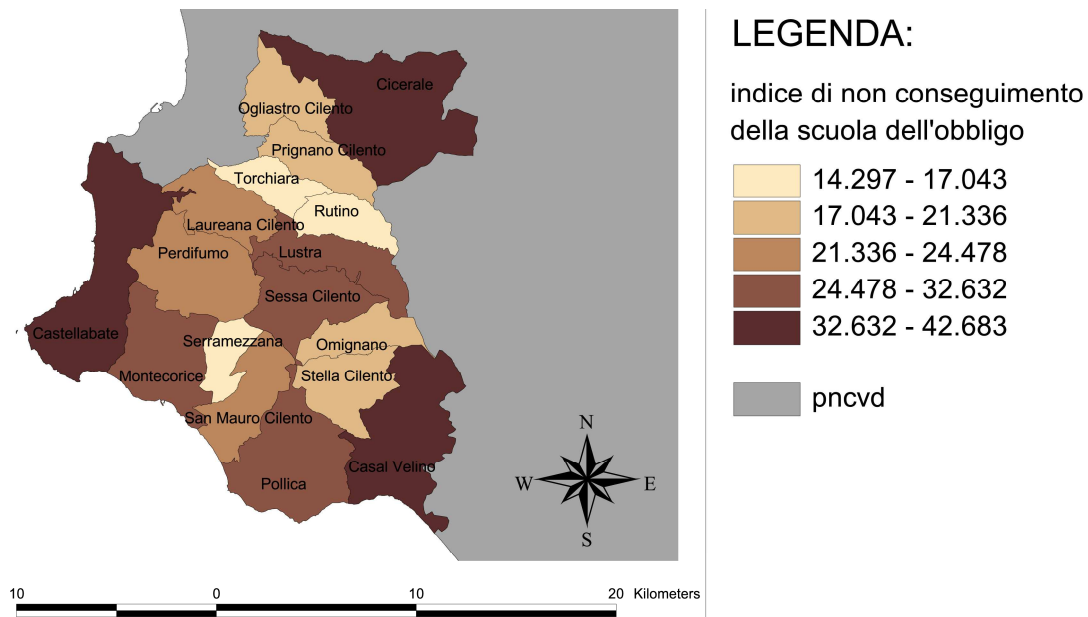 Cicerale
Ogliastro Cilento
Prignano Cilento
Torchiara
Rutino
Laureana Cilento
Perdifumo
Lustra
Sessa Cilento
Castellabate
Serramezzana
Omignano
Montecorice
Stella Cilento
San Mauro Cilento
Casal Velino
Pollica
N
W E
S
10 0 10 20 Kilometers
LEGENDA:
indice di non conseguimento
della scuola dell'obbligo
14.297 - 17.043
17.043 - 21.336
21.336 - 24.478
24.478 - 32.632
32.632 - 42.683
pncvd